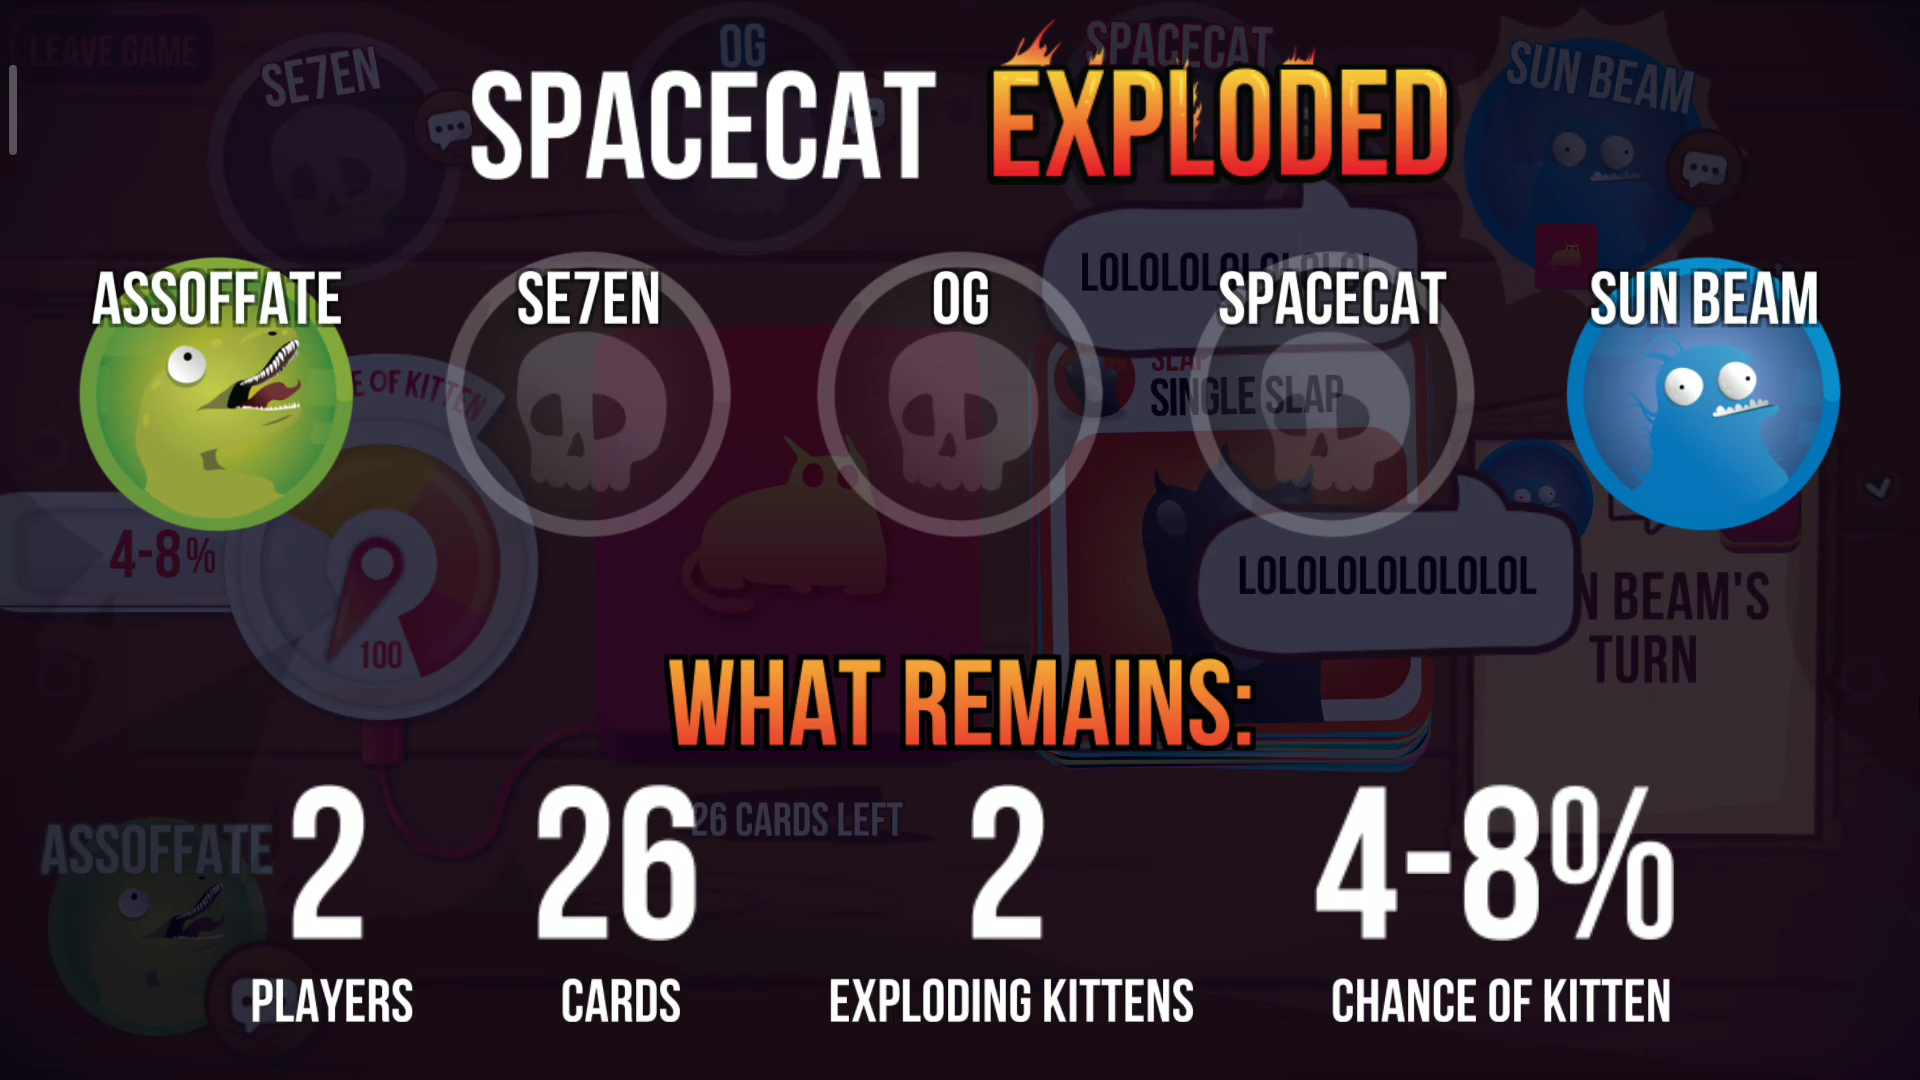 LEAVE GAME
SE7EN
OG
SPACECAT
SUN BEAM
SPACECAT EXPLODED
LOLOLOLOLOLOLOL
ASSOFFATE
SE7EN
OG
SPACECAT
SUN BEAM
E OF KITTEN
SLAP
SINGLE SLAP
4-8%
LOLOLOLOLOLOLOL
N BEAM'S
TURN
100
WHAT REMAINS:
26 CARDS LEFT
ASSOFFATE
2
26
2
4-8%
PLAYERS
CARDS
EXPLODING KITTENS
CHANCE OF KITTEN